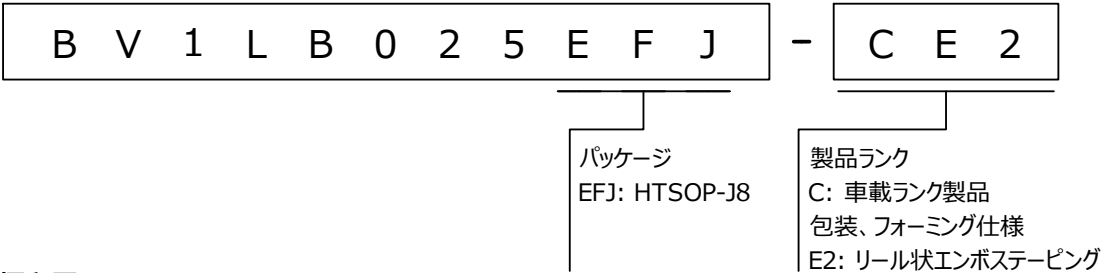 B V 1 L B 0 2 5 E F J - C E 2
パッケージ
EFJ: HTSOP-J8
製品ランク
C: 車載ランク製品
包装、フォーミング仕様
E2: リール状エンボステーピング